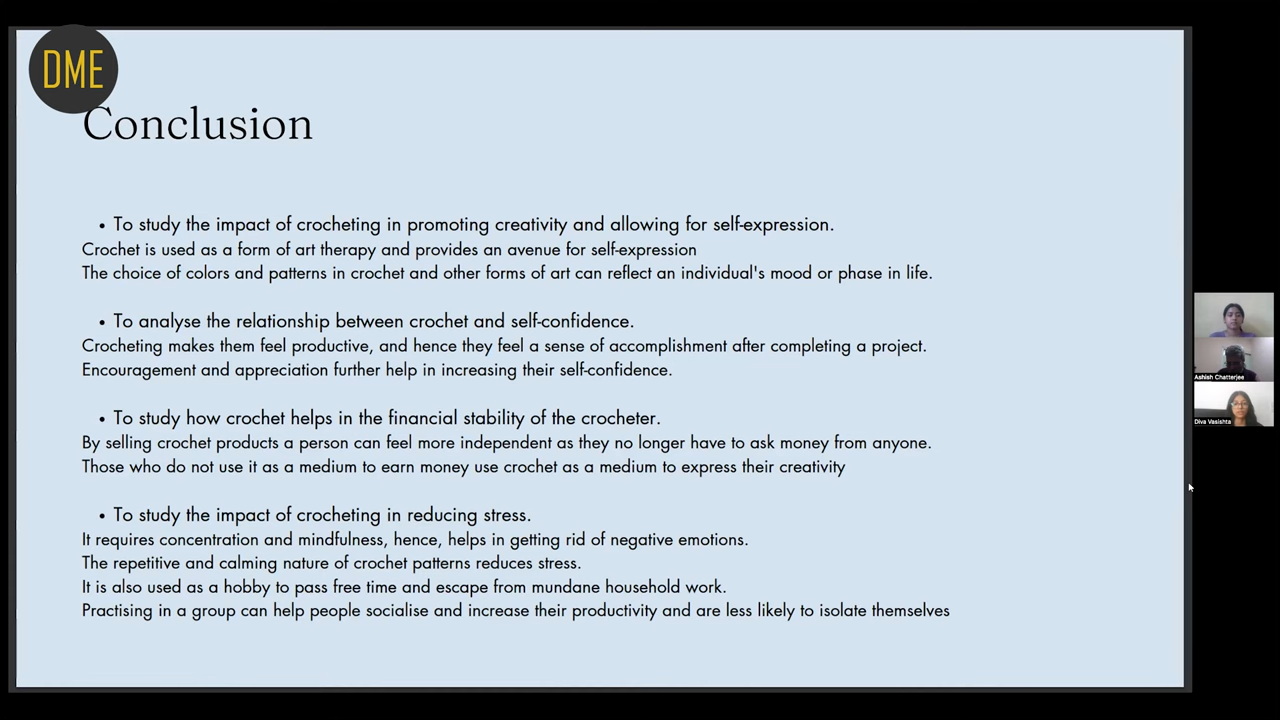 DME
Conclusion
• To study the impact of crocheting in promoting creativity and allowing for self-expression.
Crochet is used as a form of art therapy and provides an avenue for self-expression
The choice of colors and patterns in crochet and other forms of art can reflect an individual's mood or phase in life.
• To analyse the relationship between crochet and self-confidence.
Crocheting makes them feel productive, and hence they feel a sense of accomplishment after completing a project.
Encouragement and appreciation further help in increasing their self-confidence.
• To study how crochet helps in the financial stability of the crocheter.
By selling crochet products a person can feel more independent as they no longer have to ask money from anyone.
Those who do not use it as a medium to earn money use crochet as a medium to express their creativity
• To study the impact of crocheting in reducing stress.
It requires concentration and mindfulness, hence, helps in getting rid of negative emotions.
The repetitive and calming nature of crochet patterns reduces stress.
It is also used as a hobby to pass free time and escape from mundane household work.
Practising in a group can help people socialise and increase their productivity and are less likely to isolate themselves
Ashish Chatterjee
Diva Vasishta